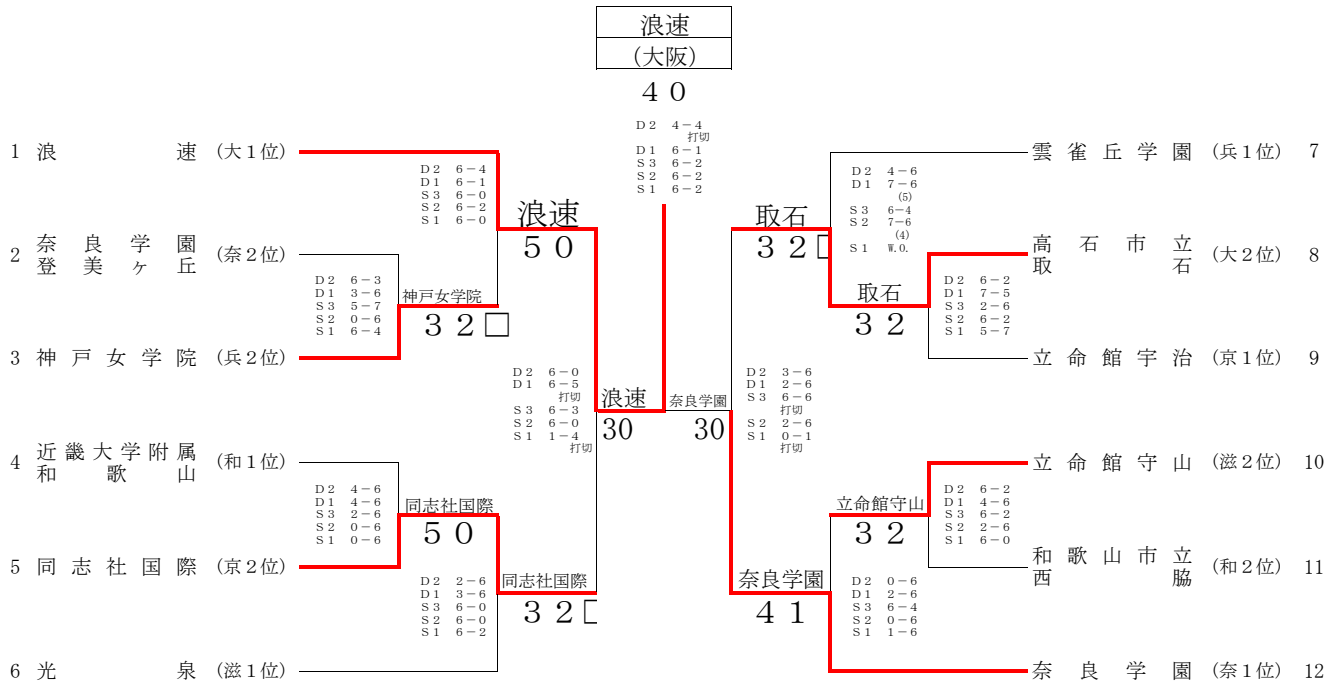 浪速
(大阪)
４０
Ｄ２ ４－４
打切
Ｄ１ ６－１
Ｓ３ ６－２
Ｓ２ ６－２
Ｓ１ ６－２
1 浪速 (大１位)
Ｄ２ ６－４
Ｄ１ ６－１
Ｓ３ ６－０
Ｓ２ ６－２
Ｓ１ ６－０
浪速
５０
2 奈良学園
登美ヶ丘 (奈２位)
Ｄ２ ６－３
Ｄ１ ３－６
Ｓ３ ５－７
Ｓ２ ０－６
Ｓ１ ６－４
神戸女学院
３２□
3 神戸女学院 (兵２位)
Ｄ２ ６－０
Ｄ１ ６－５
打切
Ｓ３ ６－３
Ｓ２ ６－０
Ｓ１ １－４
打切
浪速
30
4 近畿大学附属
和歌山 (和１位)
Ｄ２ ４－６
Ｄ１ ４－６
Ｓ３ ２－６
Ｓ２ ０－６
Ｓ１ ０－６
同志社国際
５０
5 同志社国際 (京２位)
Ｄ２ ２－６
Ｄ１ ３－６
Ｓ３ ６－０
Ｓ２ ６－０
Ｓ１ ６－２
同志社国際
３２□
6 光泉 (滋１位)
雲雀丘学園 (兵１位) 7
Ｄ２ ４－６
Ｄ１ ７－６
(5)
Ｓ３ ６－４
Ｓ２ ７－６
(4)
Ｓ１ W.O.
取石
３２□
高石市立
取石 (大２位) 8
取石
３２
Ｄ２ ６－２
Ｄ１ ７－５
Ｓ３ ２－６
Ｓ２ ６－２
Ｓ１ ５－７
立命館宇治 (京１位) 9
奈良学園
30
Ｄ２ ３－６
Ｄ１ ２－６
Ｓ３ ６－６
打切
Ｓ２ ２－６
Ｓ１ ０－１
打切
立命館守山 (滋２位) 10
立命館守山
３２
Ｄ２ ６－２
Ｄ１ ４－６
Ｓ３ ６－２
Ｓ２ ２－６
Ｓ１ ６－０
和歌山市立
西脇 (和２位) 11
奈良学園
４１
Ｄ２ ０－６
Ｄ１ ２－６
Ｓ３ ６－４
Ｓ２ ０－６
Ｓ１ １－６
奈良学園 (奈１位) 12